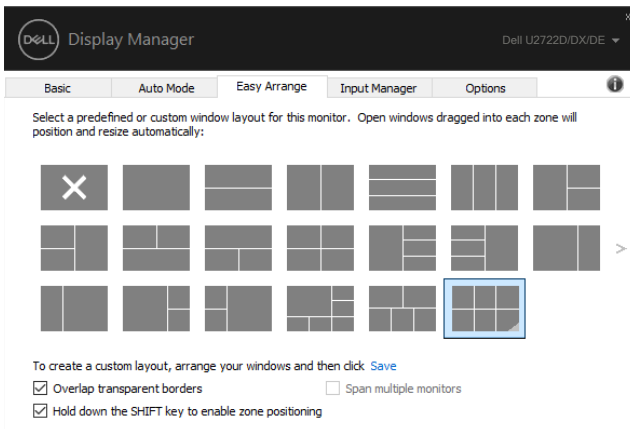 DELL Display Manager
Dell U2722D/DX/DE
Basic Auto Mode Easy Arrange Input Manager Options
Select a predefined or custom window layout for this monitor. Open windows dragged into each zone will
position and resize automatically:
To create a custom layout, arrange your windows and then click Save
Overlap transparent borders
Span multiple monitors
Hold down the SHIFT key to enable zone positioning